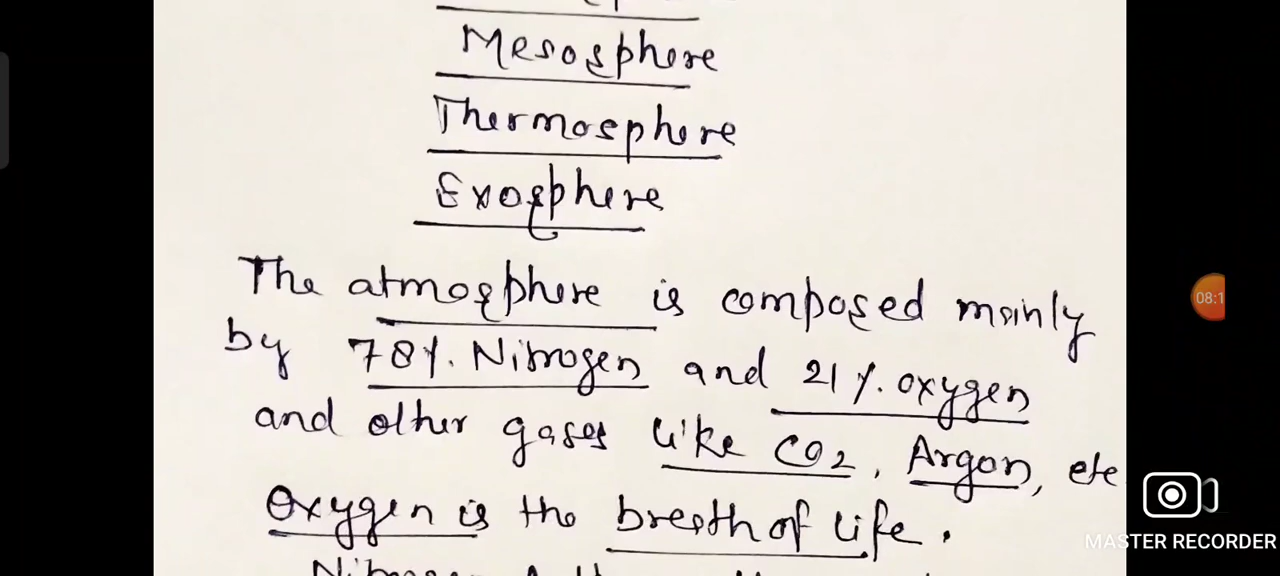 Mesosphere
Thermosphere
Exosphere
The atmosphere is composed mainly
by 78%. Nitrogen and 21%. oxygen
and other gases like CO2, Argon, etc
Oxygen is the breath of life.
08:1
MASTER RECORDER